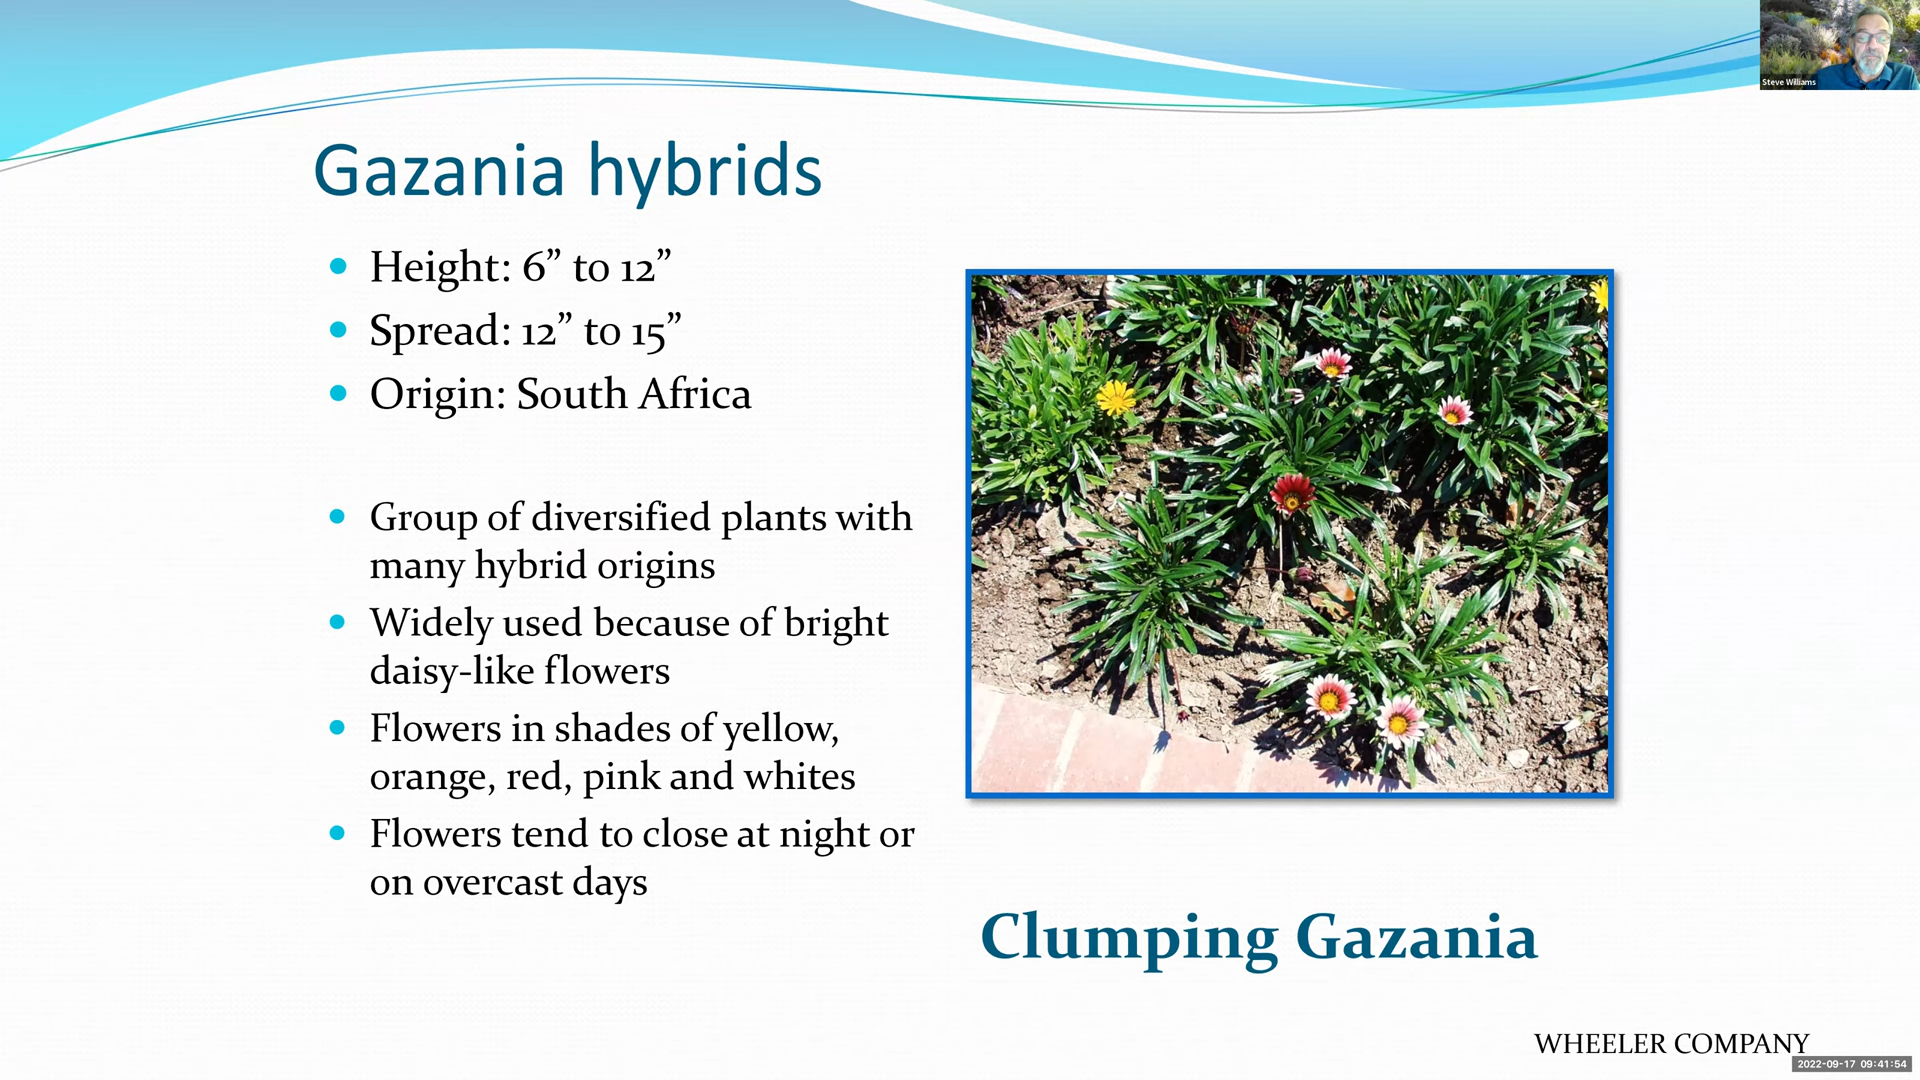 Steve Williams
Gazania hybrids
Height: 6” to 12”
Spread: 12” to 15”
Origin: South Africa
Group of diversified plants with
many hybrid origins
Widely used because of bright
daisy-like flowers
Flowers in shades of yellow,
orange, red, pink and whites
Flowers tend to close at night or
on overcast days
Clumping Gazania
WHEELER COMPANY
2022-09-17 09:41:54